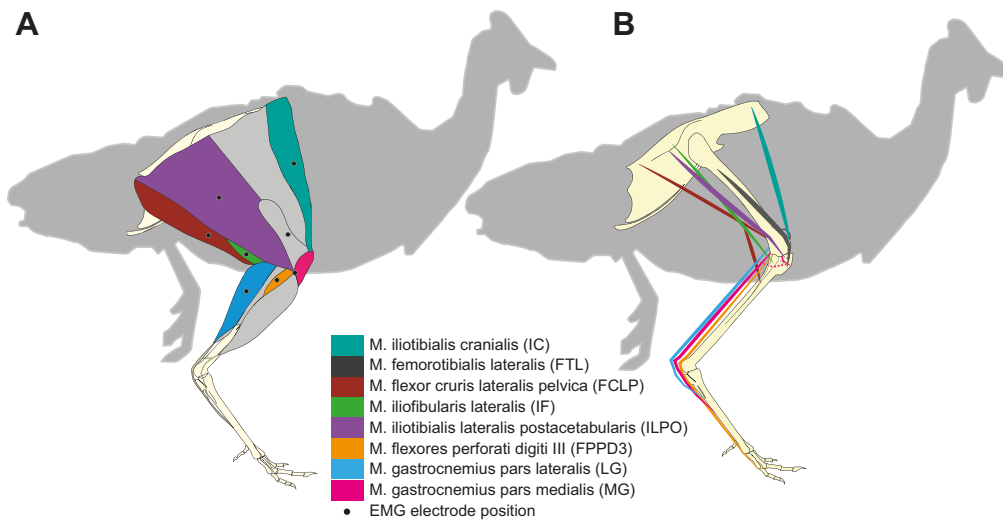 A
B
M. iliotibialis cranialis (IC)
M. femorotibialis lateralis (FTL)
M. flexor cruris lateralis pelvica (FCLP)
M. iliofibularis lateralis (IF)
M. iliotibialis lateralis postacetabularis (ILPO)
M. flexores perforati digiti III (FPPD3)
M. gastrocnemius pars lateralis (LG)
M. gastrocnemius pars medialis (MG)
EMG electrode position